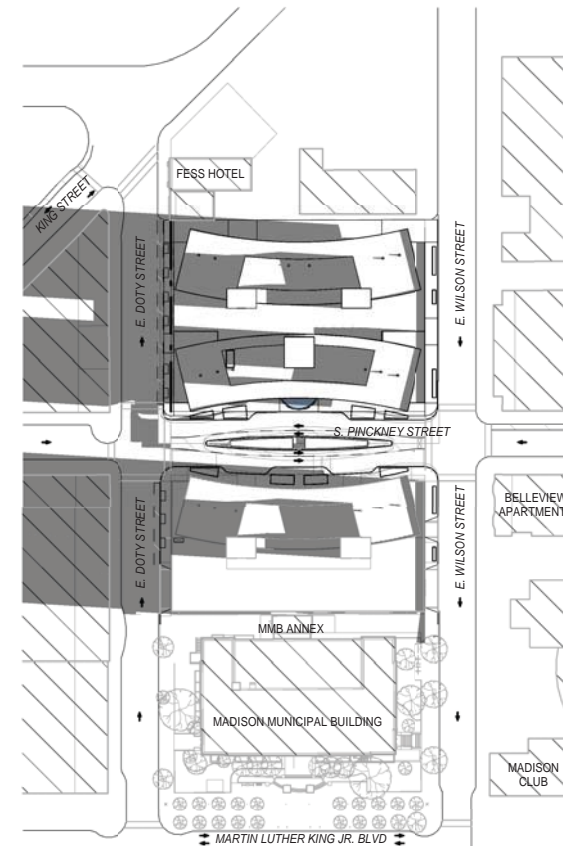 FESS HOTEL
KING STREET
E. DOTY STREET
E. WILSON STREET
S. PINCKNEY STREET
E. DOTY STREET
E. WILSON STREET
BELLEVIEW
APARTMENT
MMB ANNEX
MADISON MUNICIPAL BUILDING
MADISON
CLUB
MARTIN LUTHER KING JR. BLVD